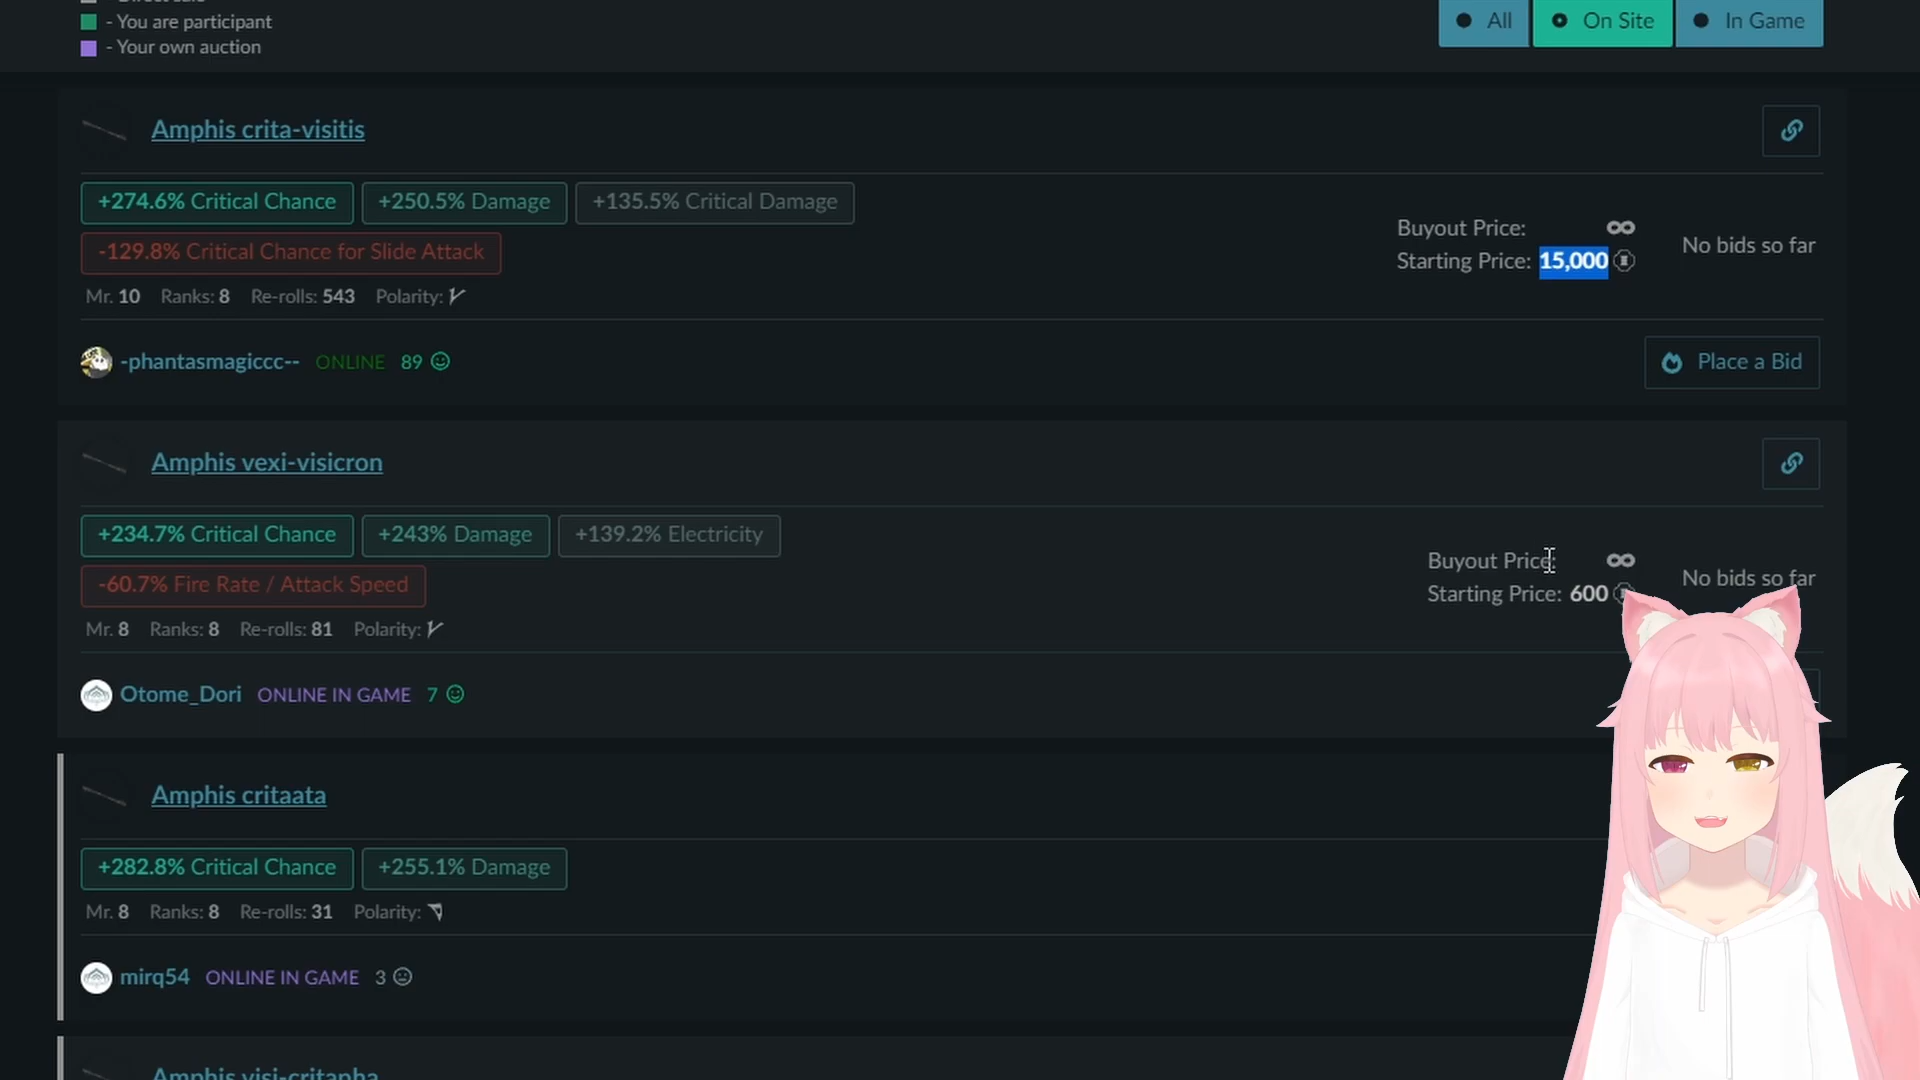 - You are participant
- Your own auction
All
On Site
In Game
Amphis crita-visitis
+274.6% Critical Chance
+250.5% Damage
+135.5% Critical Damage
-129.8% Critical Chance for Slide Attack
Mr. 10 Ranks: 8 Re-rolls: 543 Polarity:
Buyout Price: ∞
Starting Price: 15,000
No bids so far
-phantasmagiccc-- ONLINE 89
Place a Bid
Amphis vexi-visicron
+234.7% Critical Chance
+243% Damage
+139.2% Electricity
-60.7% Fire Rate / Attack Speed
Mr. 8 Ranks: 8 Re-rolls: 81 Polarity:
Buyout Price: ∞
Starting Price: 600
No bids so far
Otome_Dori ONLINE IN GAME 7
Amphis critaata
+282.8% Critical Chance
+255.1% Damage
Mr. 8 Ranks: 8 Re-rolls: 31 Polarity:
mirq54 ONLINE IN GAME 3
Amphis visi-critapha